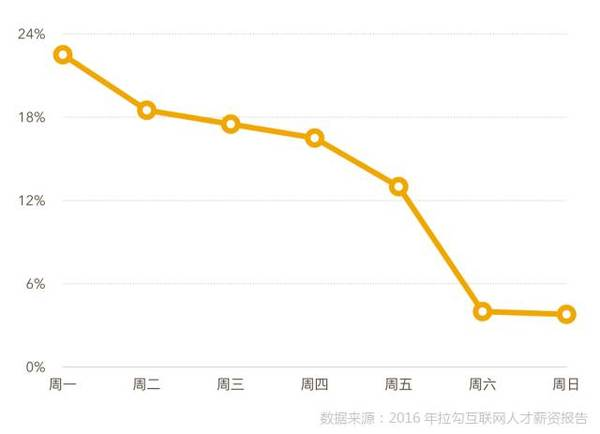 24%
18%
12%
6%
0%
周一 周二 周三 周四 周五 周六 周日
数据来源：2016 年拉勾互联网人才薪资报告